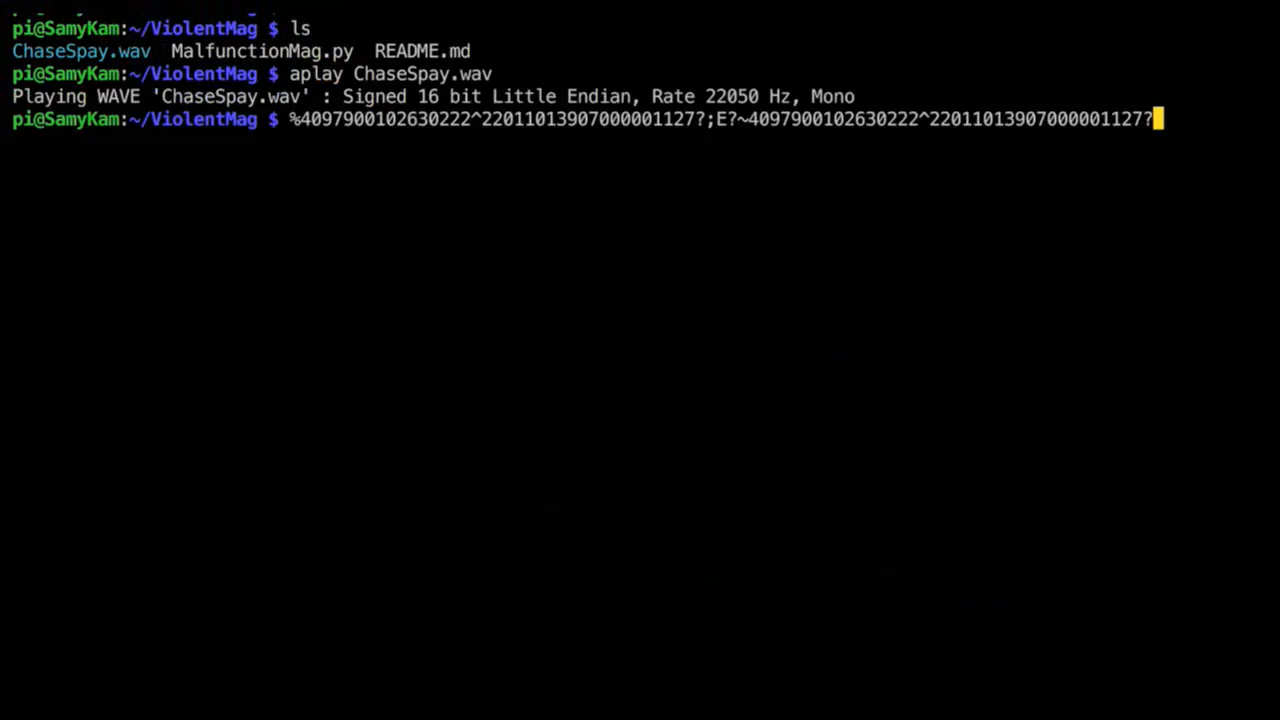 pi@SamyKam:~/ViolentMag $ ls
ChaseSpay.wav MalfunctionMag.py README.md
pi@SamyKam:~/ViolentMag $ aplay ChaseSpay.wav
Playing WAVE 'ChaseSpay.wav' : Signed 16 bit Little Endian, Rate 22050 Hz, Mono
pi@SamyKam:~/ViolentMag $ %4097900102630222^22011013907000001127?;E?~4097900102630222^22011013907000001127?